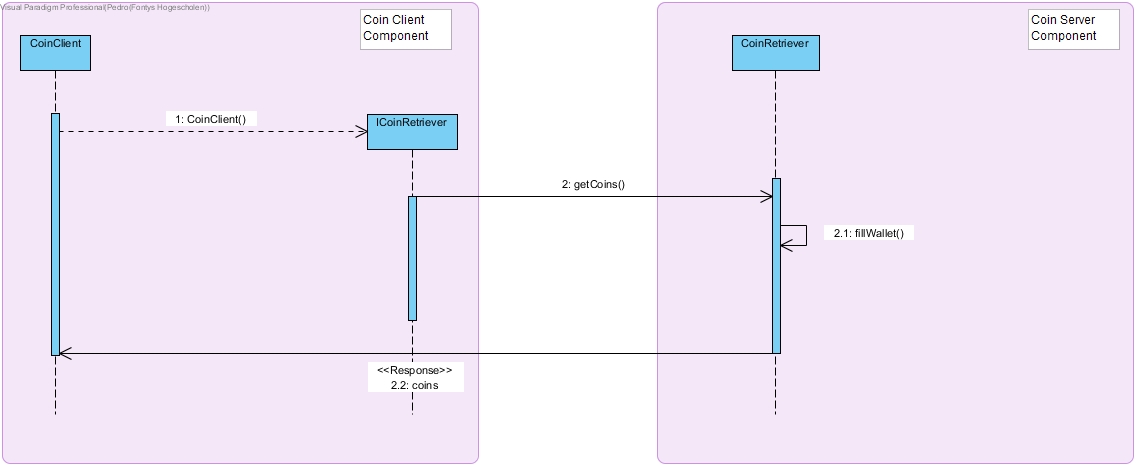 Visual Paradigm Professional(Pedro(Fontys Hogescholen))
Coin Client
Component
Coin Server
Component
CoinClient
CoinRetriever
1: CoinClient()
ICoinRetriever
2: getCoins()
2.1: fillWallet()
<<Response>>
2.2: coins